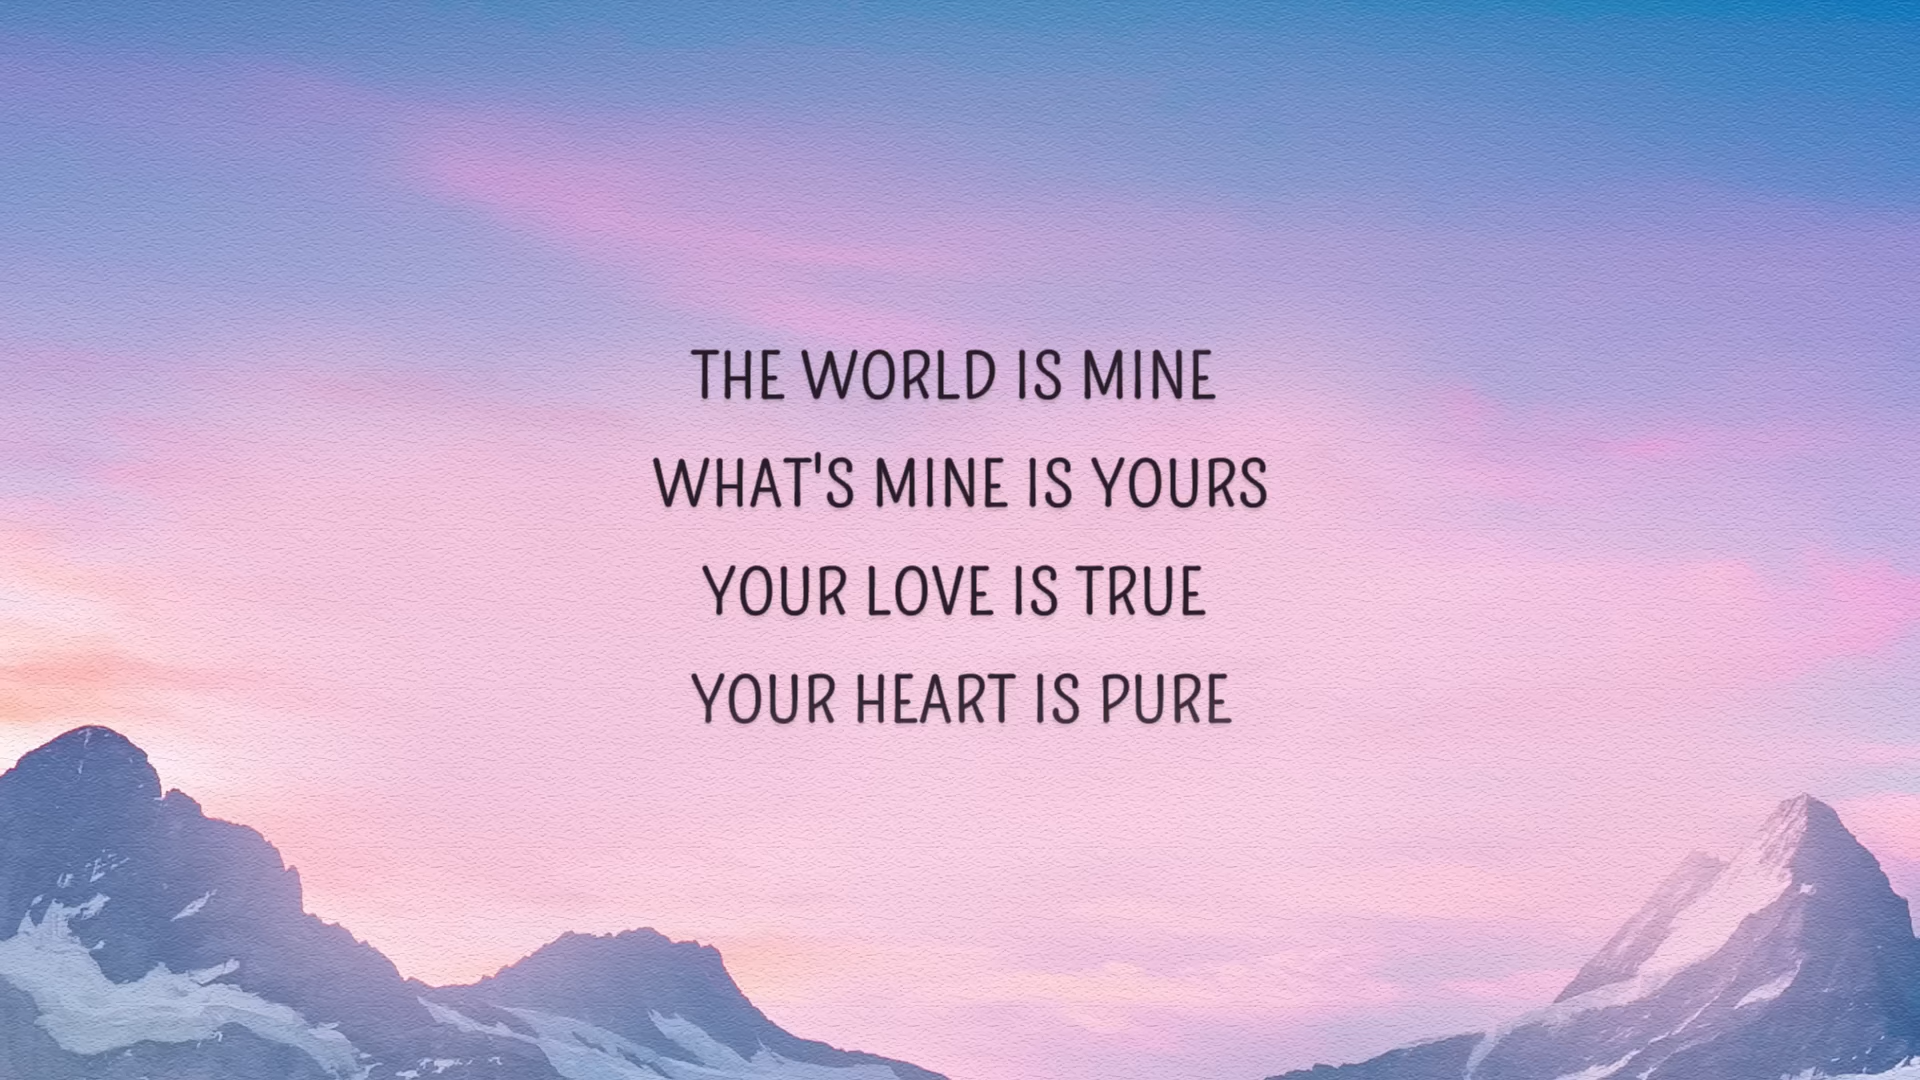 THE WORLD IS MINE
WHAT'S MINE IS YOURS
YOUR LOVE IS TRUE
YOUR HEART IS PURE